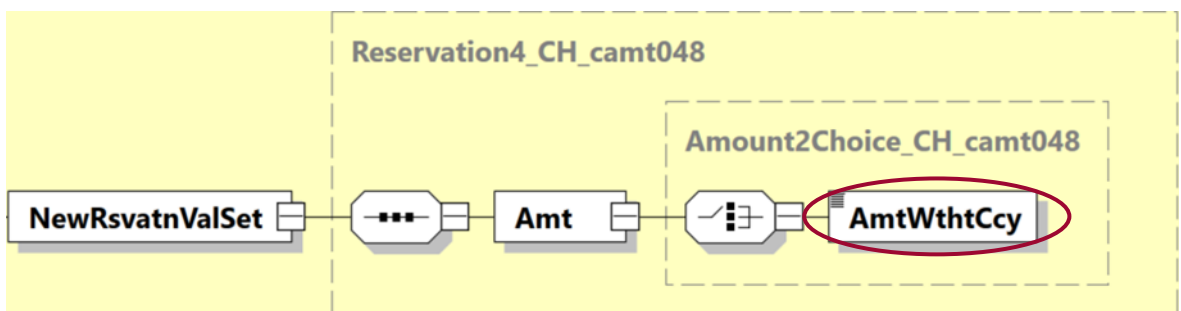 Reservation4_CH_camt048
Amount2Choice_CH_camt048
NewRsvatnValSet
Amt
AmtWthtCcy